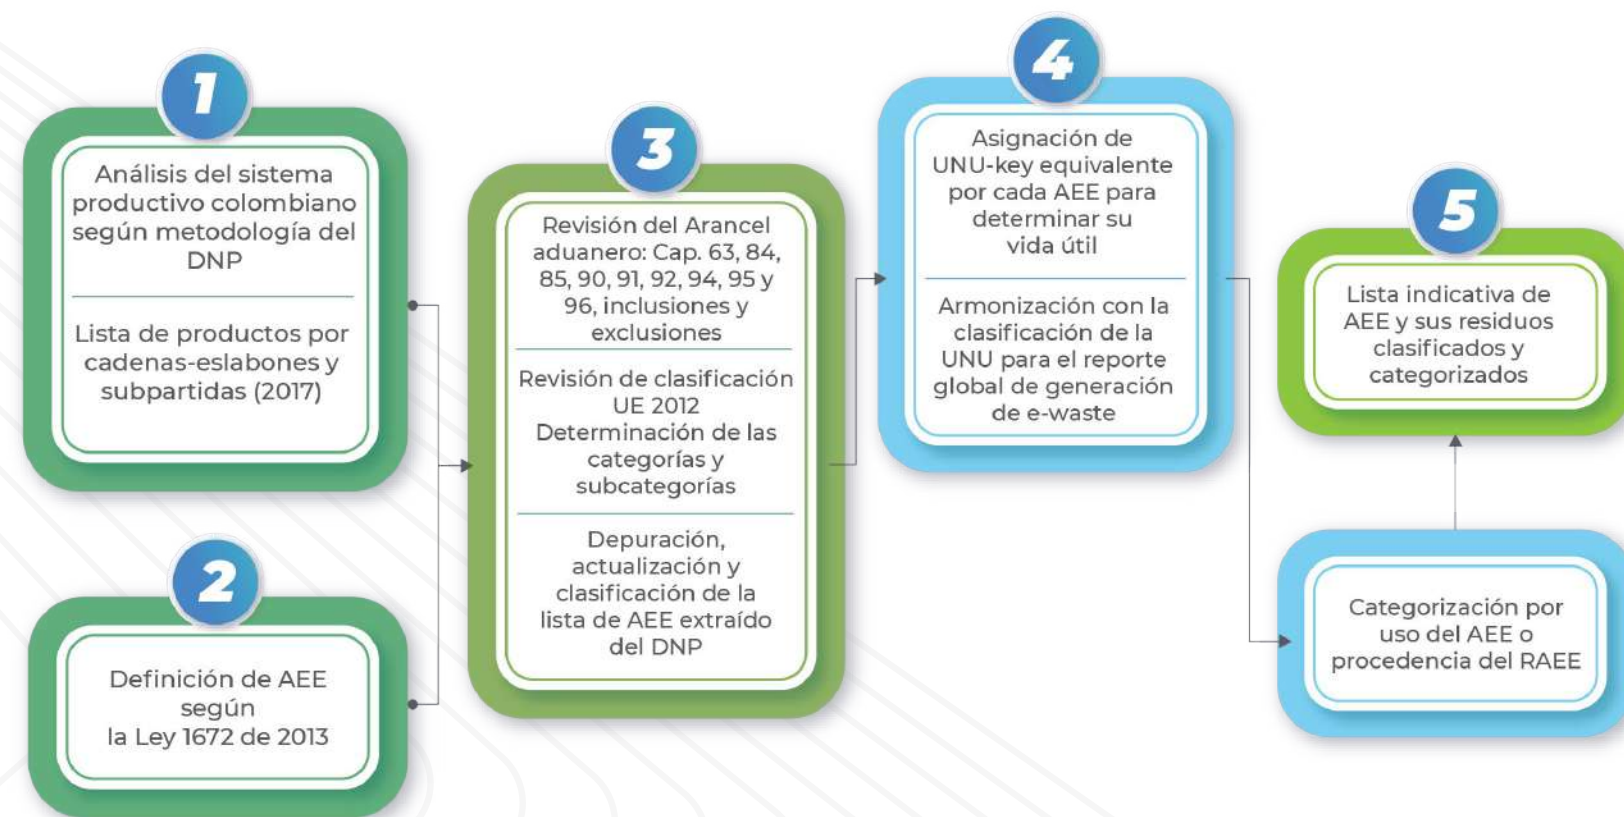 1
Análisis del sistema
productivo colombiano
según metodología del
DNP
Lista de productos por
cadenas-eslabones y
subpartidas (2017)
2
Definición de AEE
según
la Ley 1672 de 2013
3
Revisión del Arancel
aduanero: Cap. 63, 84,
85, 90, 91, 92, 94, 95 y
96, inclusiones y
exclusiones
Revisión de clasificación
UE 2012
Determinación de las
categorías y
subcategorías
Depuración,
actualización y
clasificación de la
lista de AEE extraído
del DNP
4
Asignación de
UNU-key equivalente
por cada AEE para
determinar su
vida útil
Armonización con la
clasificación de la
UNU para el reporte
global de generación
de e-waste
5
Lista indicativa de
AEE y sus residuos
clasificados y
categorizados
Categorización por
uso del AEE o
procedencia del RAEE